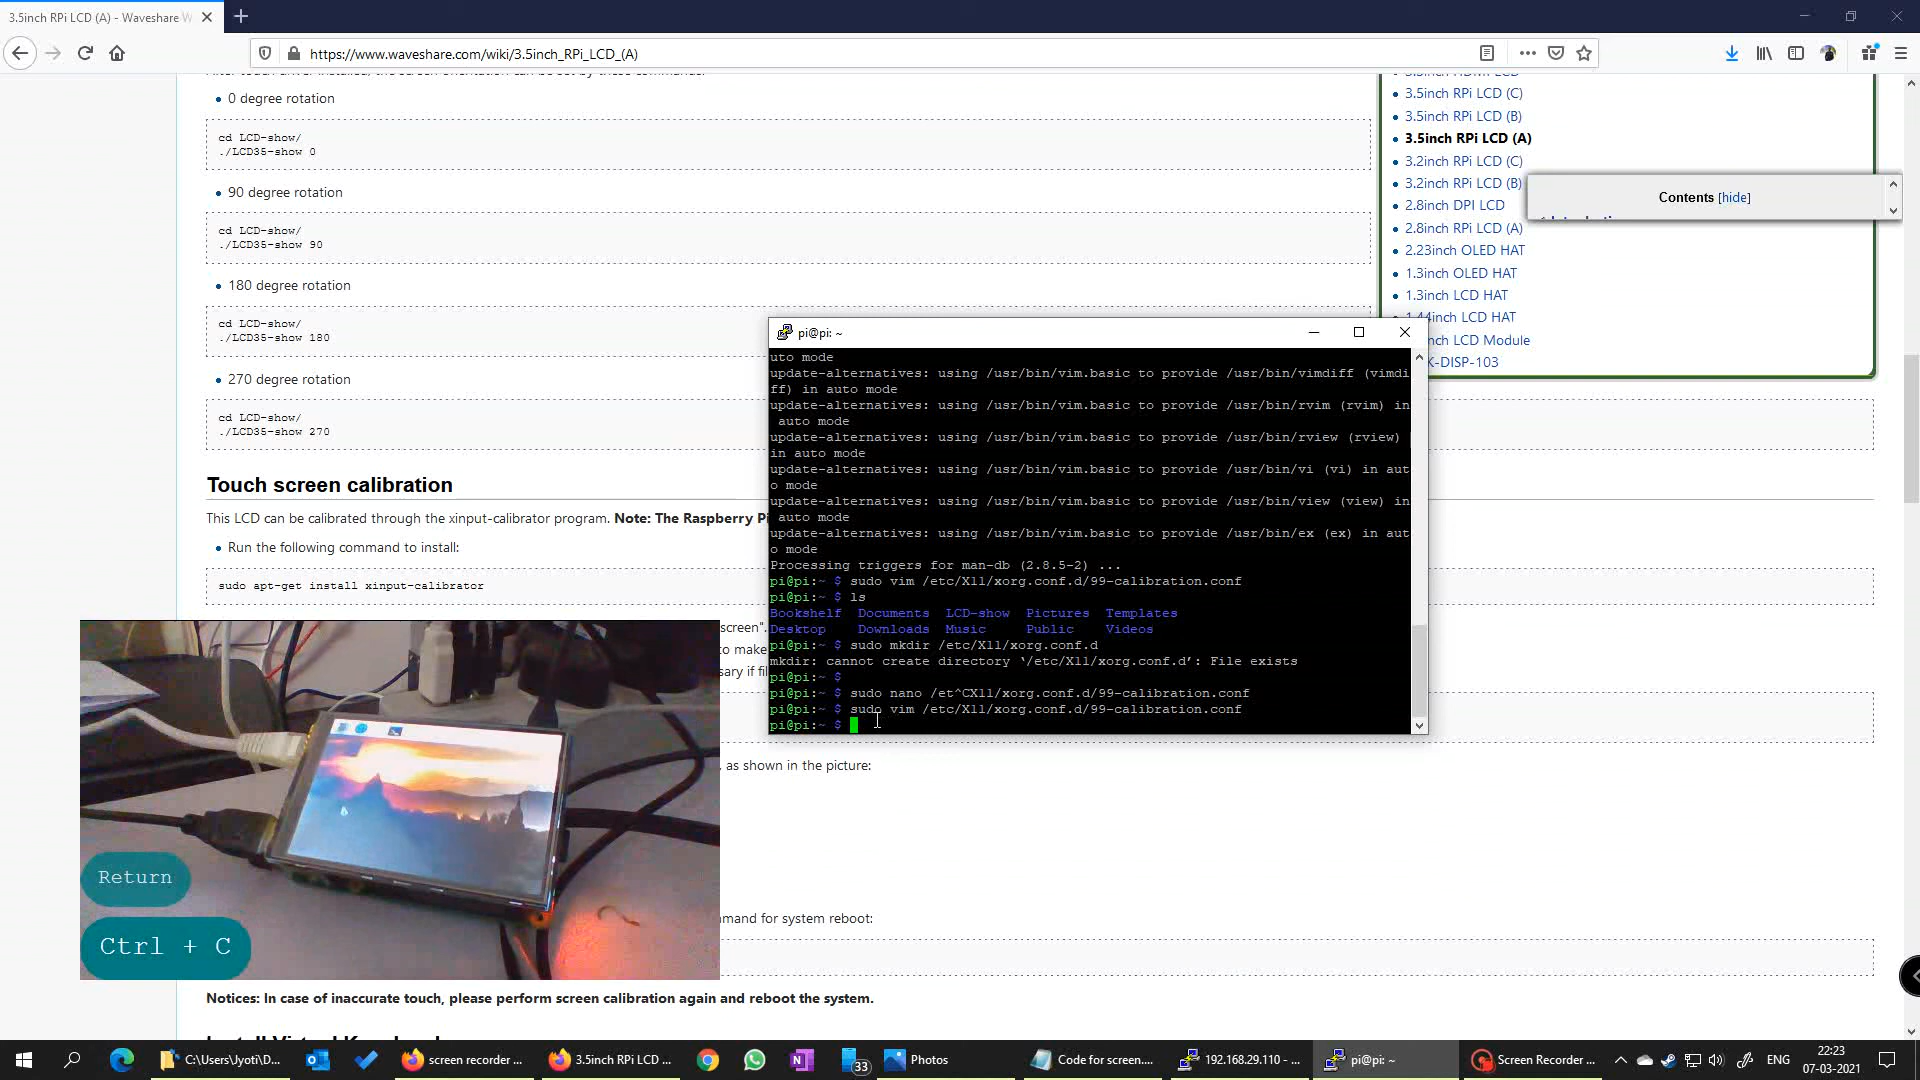 3.5inch RPi LCD (A) - Waveshare W
https://www.waveshare.com/wiki/3.5inch_RPi_LCD_(A)
0 degree rotation
cd LCD-show/
./LCD35-show 0
90 degree rotation
cd LCD-show/
./LCD35-show 90
180 degree rotation
cd LCD-show/
./LCD35-show 180
270 degree rotation
cd LCD-show/
./LCD35-show 270
Touch screen calibration
This LCD can be calibrated through the xinput-calibrator program. Note: The Raspberry Pi
Run the following command to install:
sudo apt-get install xinput-calibrator
screen".
to make
sary if fil
, as shown in the picture:
mmand for system reboot:
Notices: In case of inaccurate touch, please perform screen calibration again and reboot the system.
3.5inch RPi LCD (C)
3.5inch RPi LCD (B)
3.5inch RPi LCD (A)
3.2inch RPi LCD (C)
3.2inch RPi LCD (B)
2.8inch DPI LCD
2.8inch RPi LCD (A)
2.23inch OLED HAT
1.3inch OLED HAT
1.3inch LCD HAT
1.44inch LCD HAT
nch LCD Module
K-DISP-103
Contents [hide]
pi@pi: ~
uto mode
update-alternatives: using /usr/bin/vim.basic to provide /usr/bin/vimdiff (vimdi
ff) in auto mode
update-alternatives: using /usr/bin/vim.basic to provide /usr/bin/rvim (rvim) in
auto mode
update-alternatives: using /usr/bin/vim.basic to provide /usr/bin/rview (rview)
in auto mode
update-alternatives: using /usr/bin/vim.basic to provide /usr/bin/vi (vi) in aut
o mode
update-alternatives: using /usr/bin/vim.basic to provide /usr/bin/view (view) in
auto mode
update-alternatives: using /usr/bin/vim.basic to provide /usr/bin/ex (ex) in aut
o mode
Processing triggers for man-db (2.8.5-2) ...
pi@pi:~ $ sudo vim /etc/X11/xorg.conf.d/99-calibration.conf
pi@pi:~ $ ls
Bookshelf Documents LCD-show Pictures Templates
Desktop Downloads Music Public Videos
pi@pi:~ $ sudo mkdir /etc/X11/xorg.conf.d
mkdir: cannot create directory ‘/etc/X11/xorg.conf.d’: File exists
pi@pi:~ $
pi@pi:~ $ sudo nano /et^CX11/xorg.conf.d/99-calibration.conf
pi@pi:~ $ sudo vim /etc/X11/xorg.conf.d/99-calibration.conf
pi@pi:~ $
Return
Ctrl + C
C:\Users\Jyoti\D...
screen recorder ...
3.5inch RPi LCD ...
33
Photos
Code for screen....
192.168.29.110 - ...
pi@pi: ~
Screen Recorder ...
ENG
22:23
07-03-2021